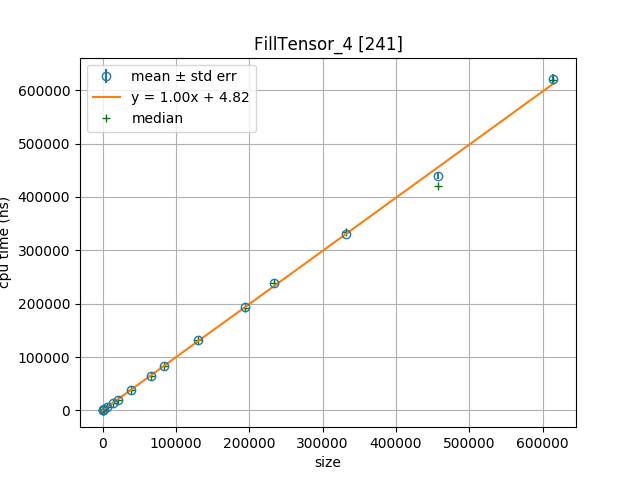 FillTensor_4 [241]
mean ± std err
y = 1.00x + 4.82
median
600000
500000
400000
300000
200000
100000
0
cpu time (ns)
0 100000 200000 300000 400000 500000 600000
size